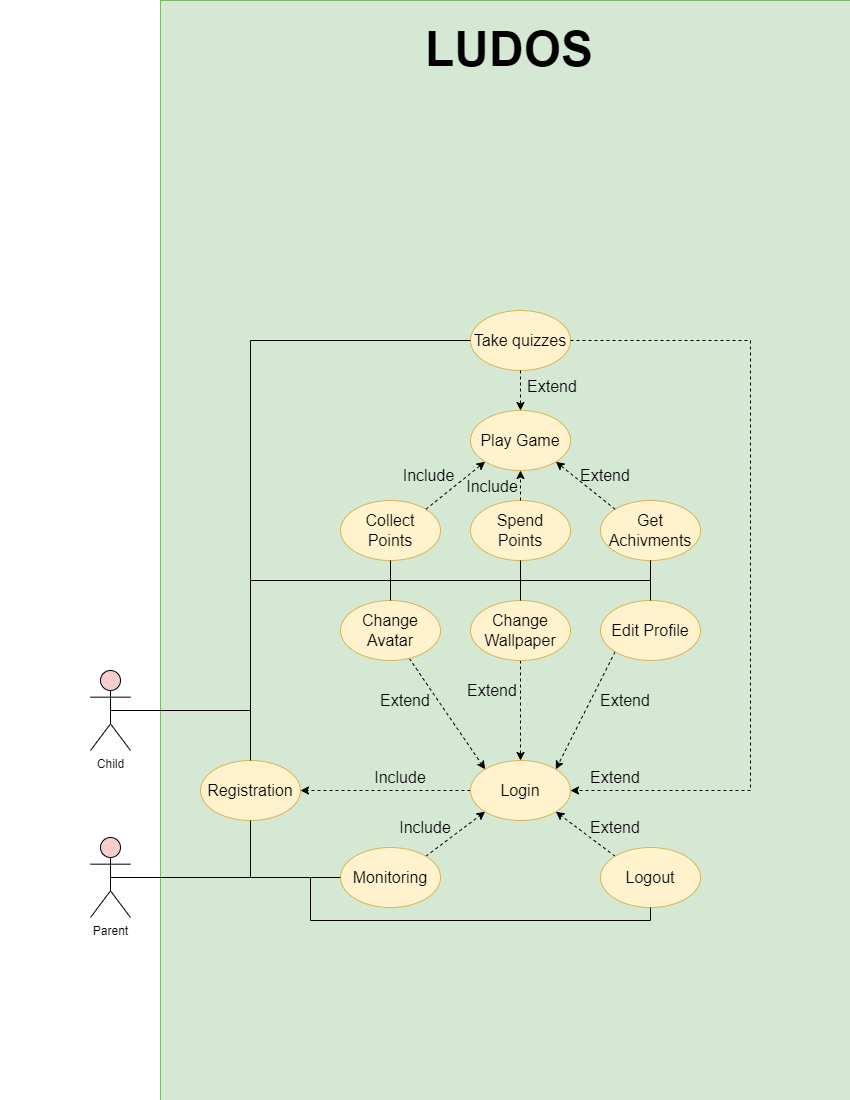 LUDOS
Take quizzes
Extend
Play Game
Include
Include
Extend
Collect
Points
Spend
Points
Get
Achivments
Change
Avatar
Change
Wallpaper
Edit Profile
Extend
Extend
Extend
Child
Registration
Include
Login
Extend
Include
Extend
Monitoring
Logout
Parent